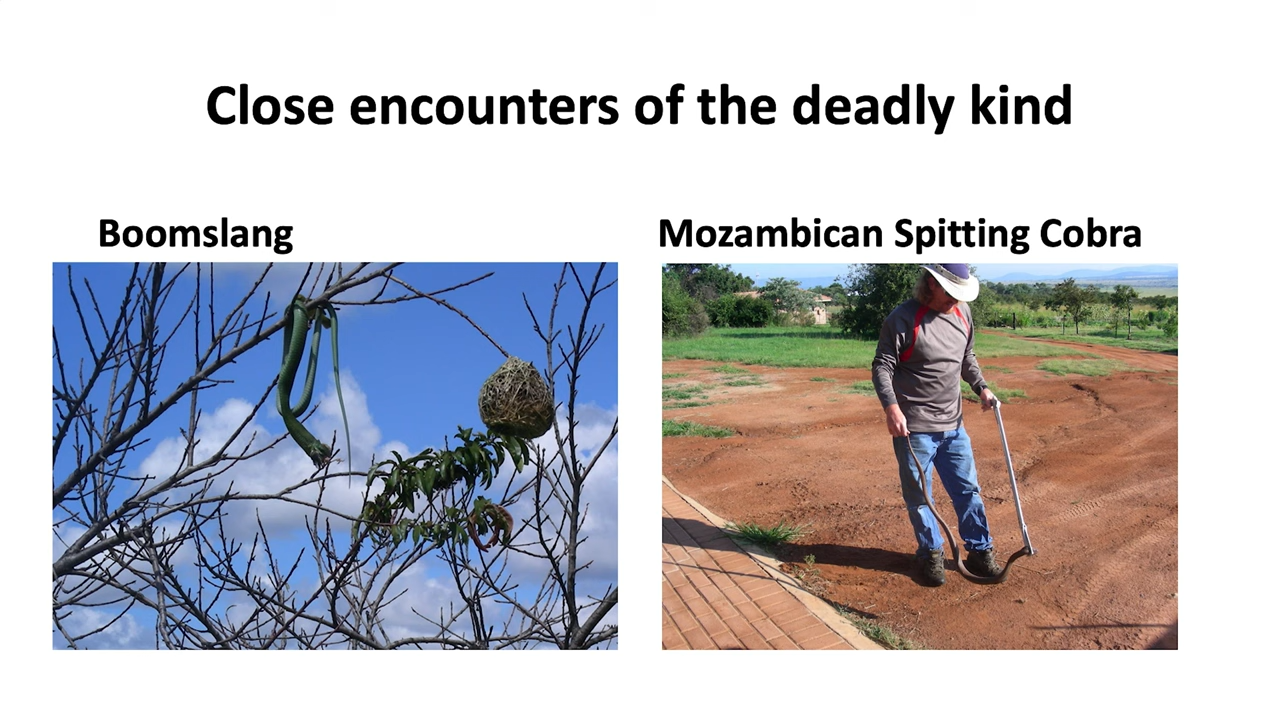 Close encounters of the deadly kind
Boomslang
Mozambican Spitting Cobra